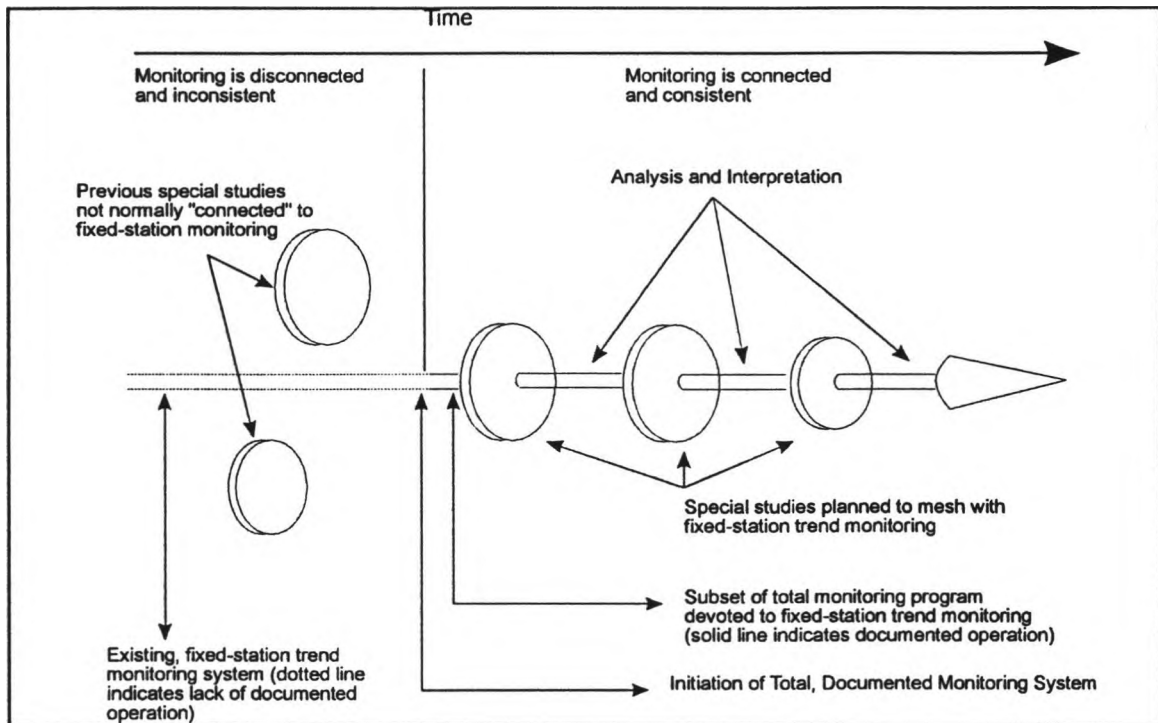 Time
Monitoring is disconnected
and inconsistent
Monitoring is connected
and consistent
Previous special studies
not normally "connected" to
fixed-station monitoring
Analysis and Interpretation
Special studies planned to mesh with
fixed-station trend monitoring
Subset of total monitoring program
devoted to fixed-station trend monitoring
(solid line indicates documented operation)
Existing, fixed-station trend
monitoring system (dotted line
indicates lack of documented
operation)
Initiation of Total, Documented Monitoring System